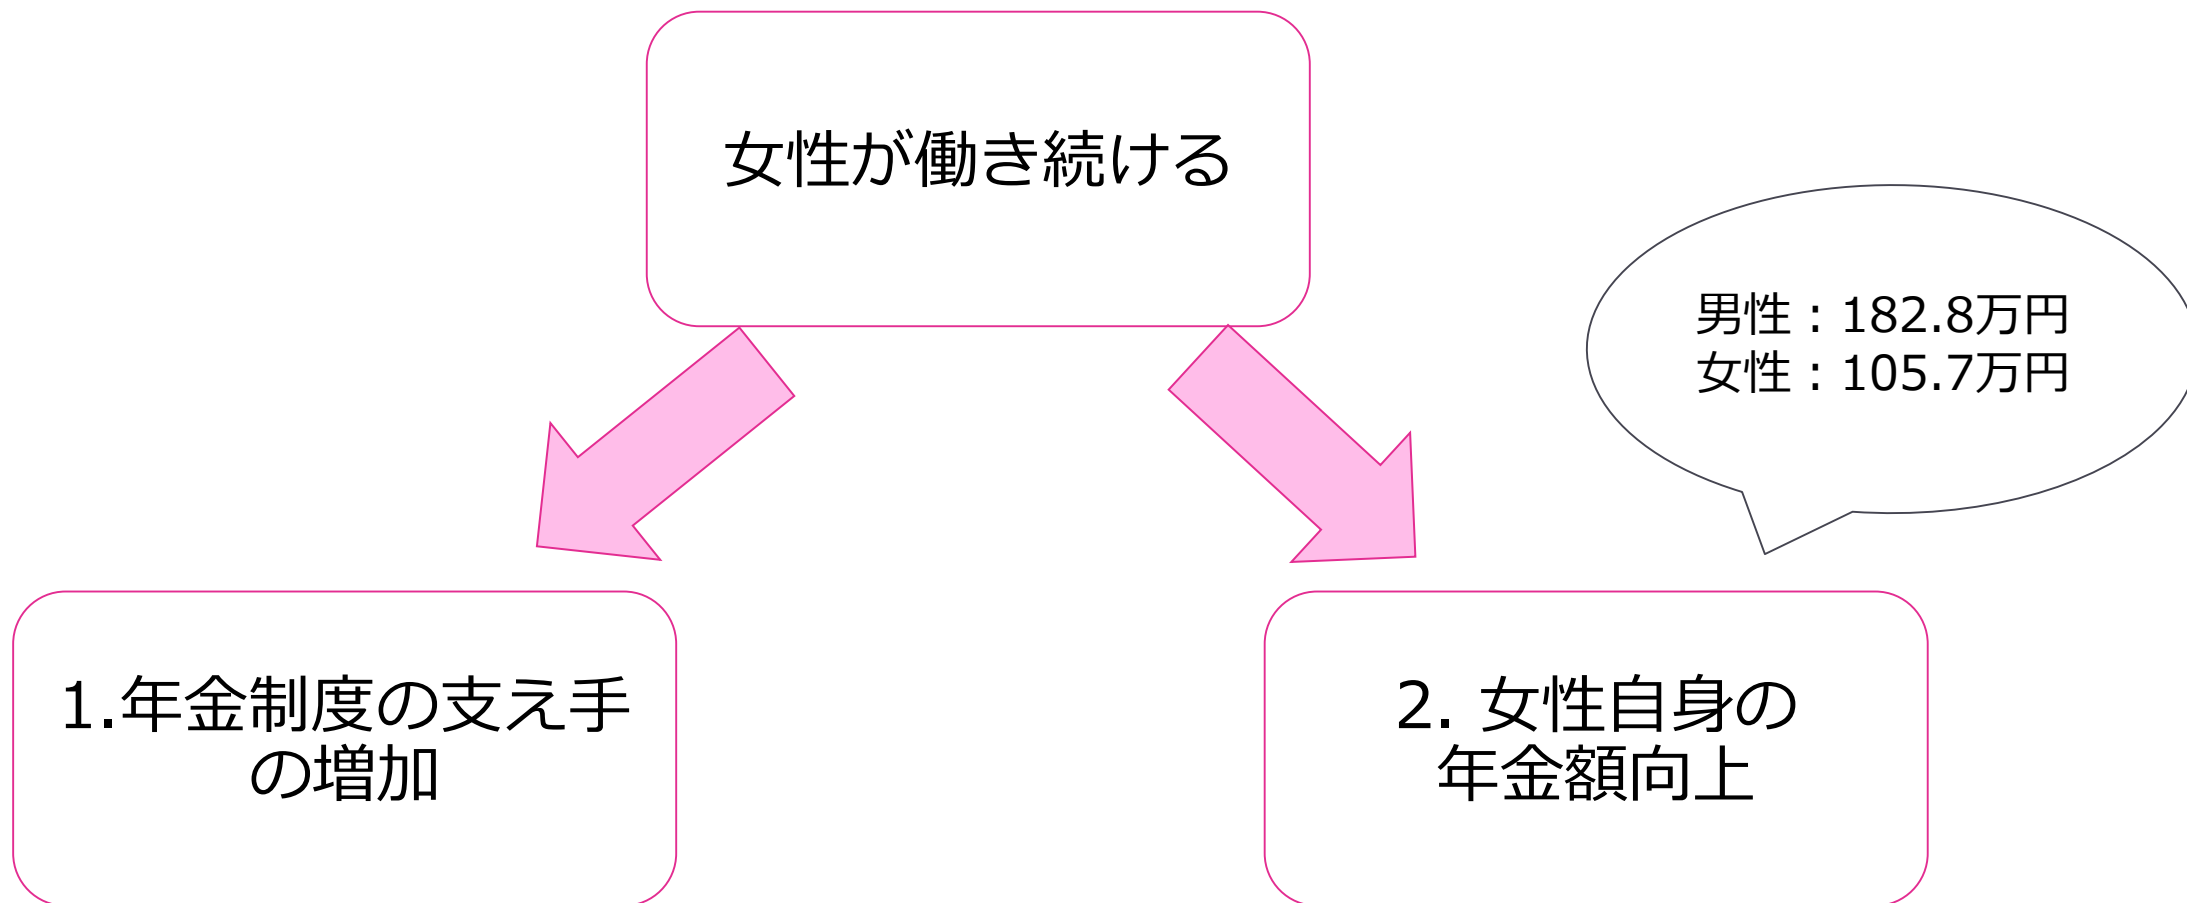 女性が働き続ける
男性：182.8万円
女性：105.7万円
1.年金制度の支え手
の増加
2. 女性自身の
年金額向上